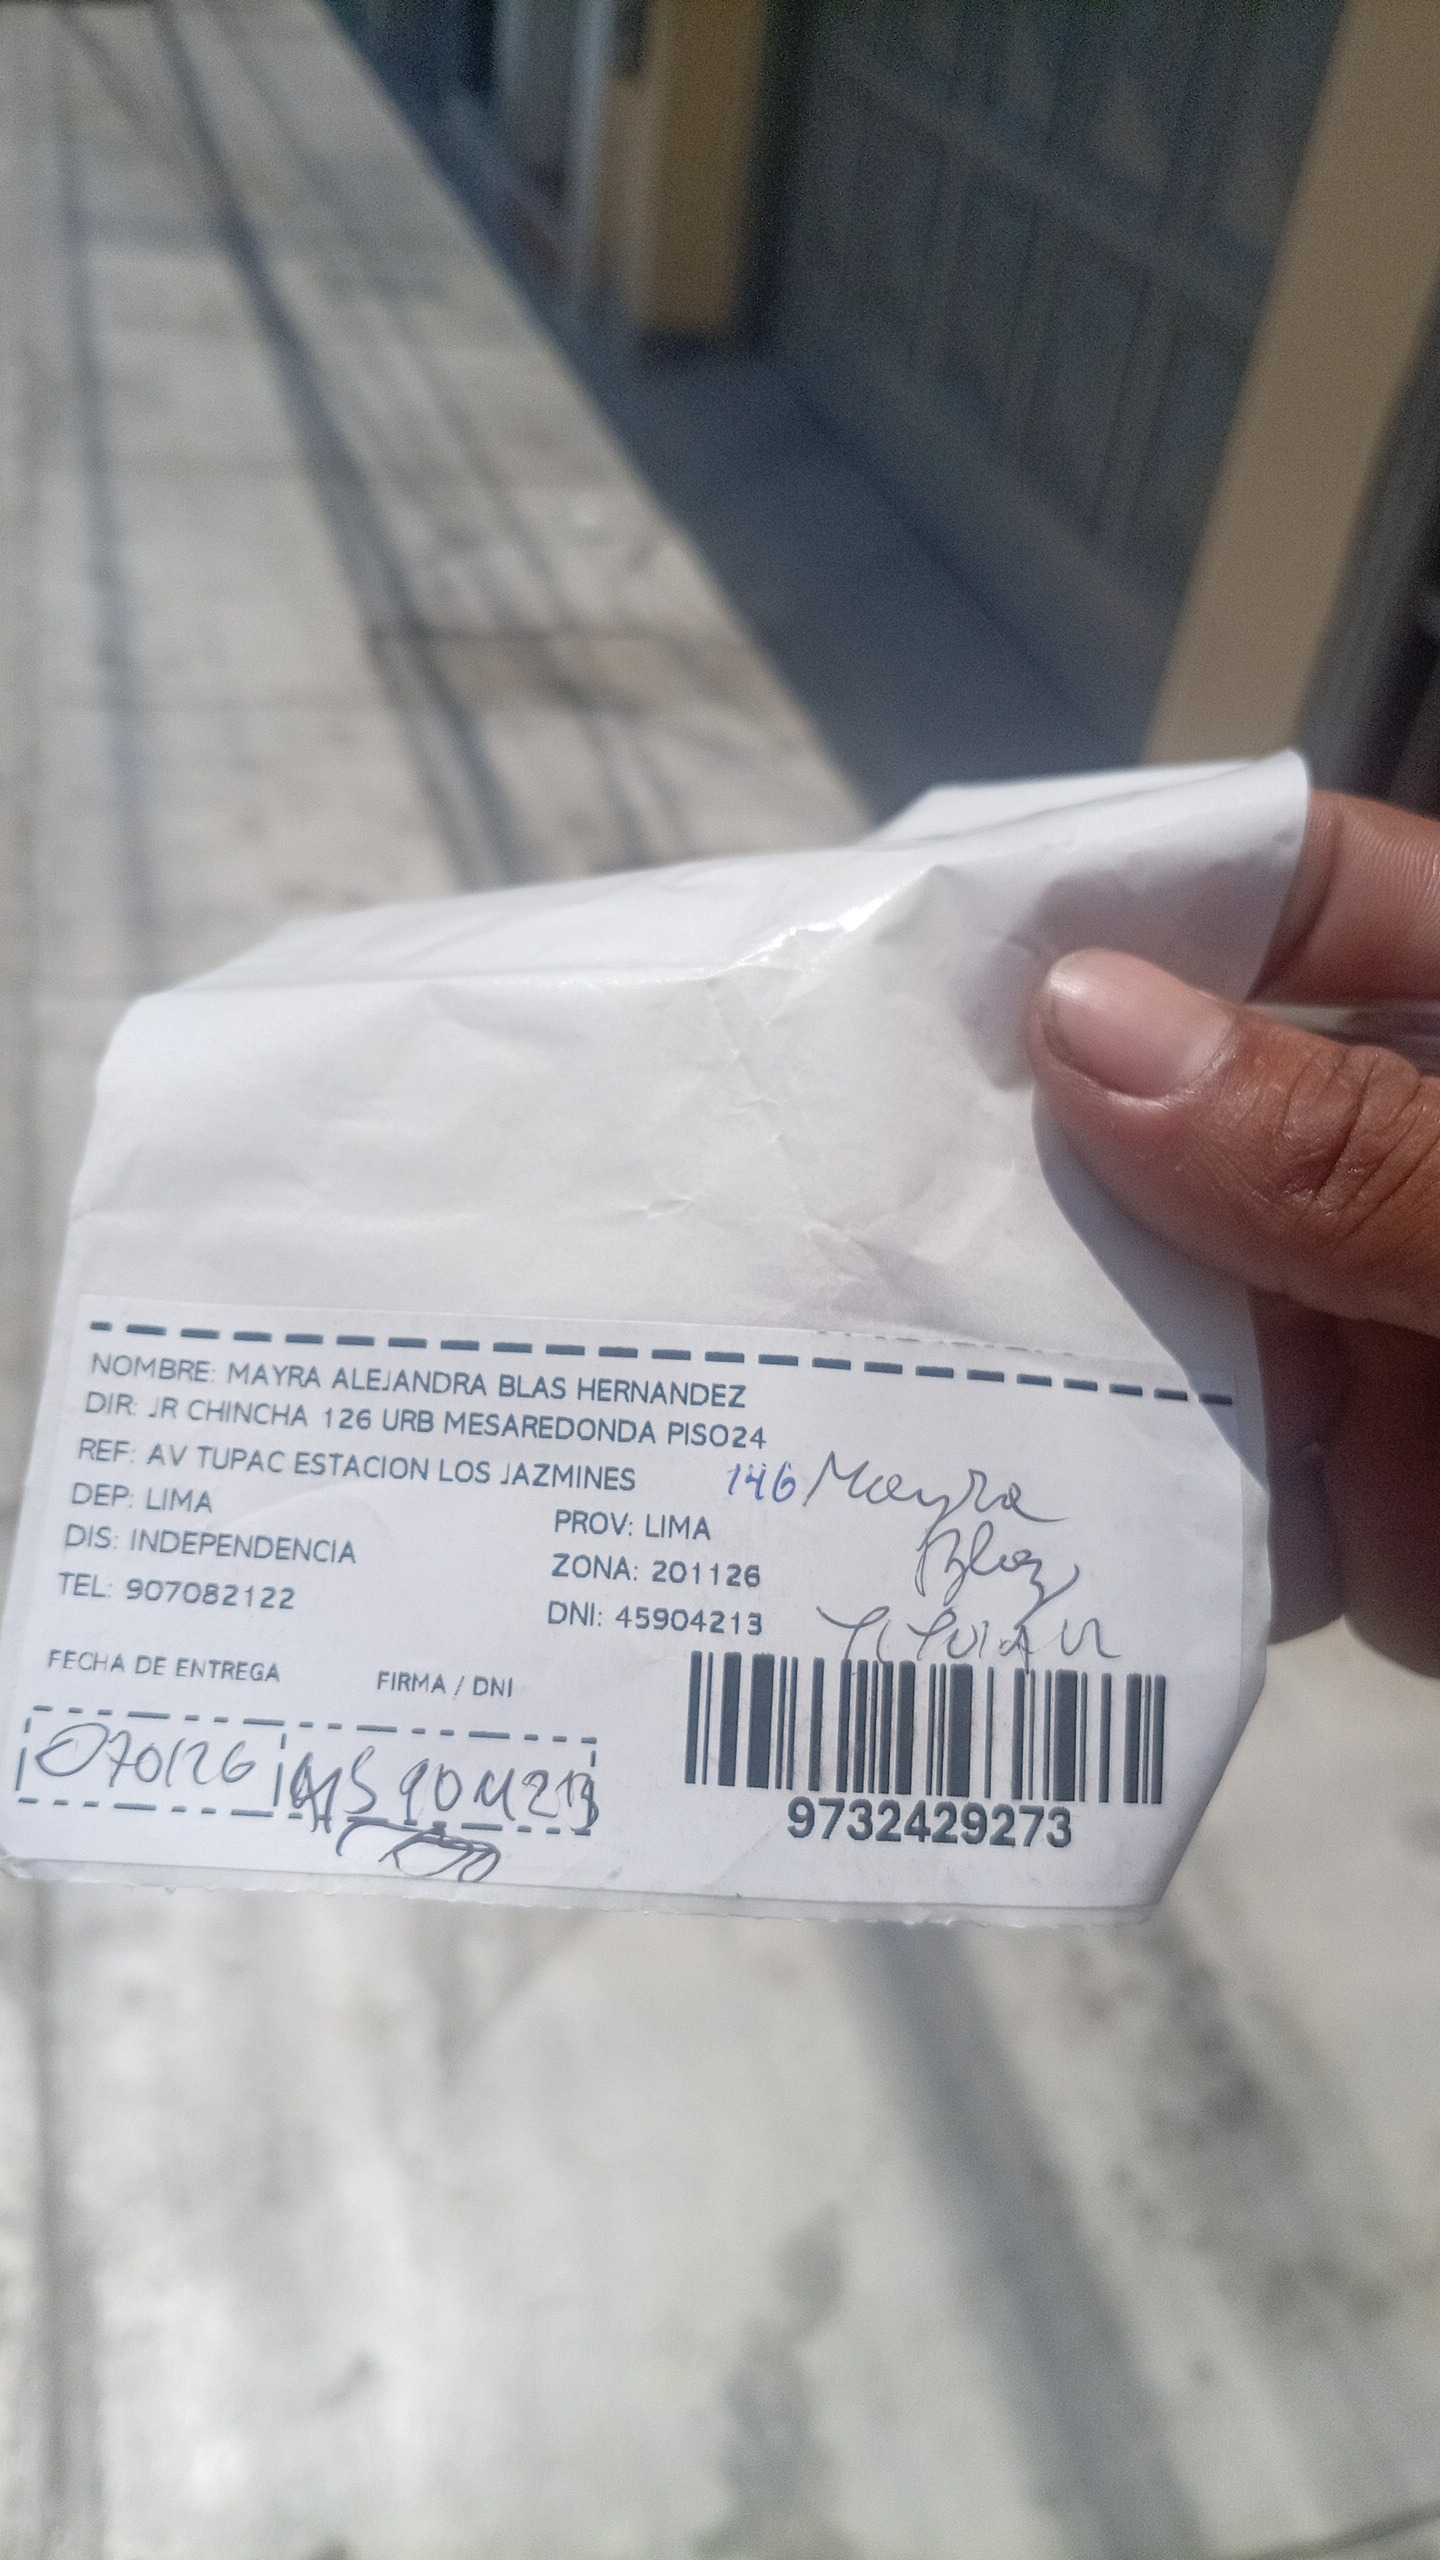 NOMBRE: MAYRA ALEJANDRA BLAS HERNANDEZ
DIR: JR CHINCHA 126 URB MESAREDONDA PISO24
REF: AV TUPAC ESTACION LOS JAZMINES
146 Mayra
Blaz
DEP: LIMA
PROV: LIMA
DIS: INDEPENDENCIA
ZONA: 201126
TEL: 907082122
DNI: 45904213
FECHA DE ENTREGA
FIRMA / DNI
070126
9732429273